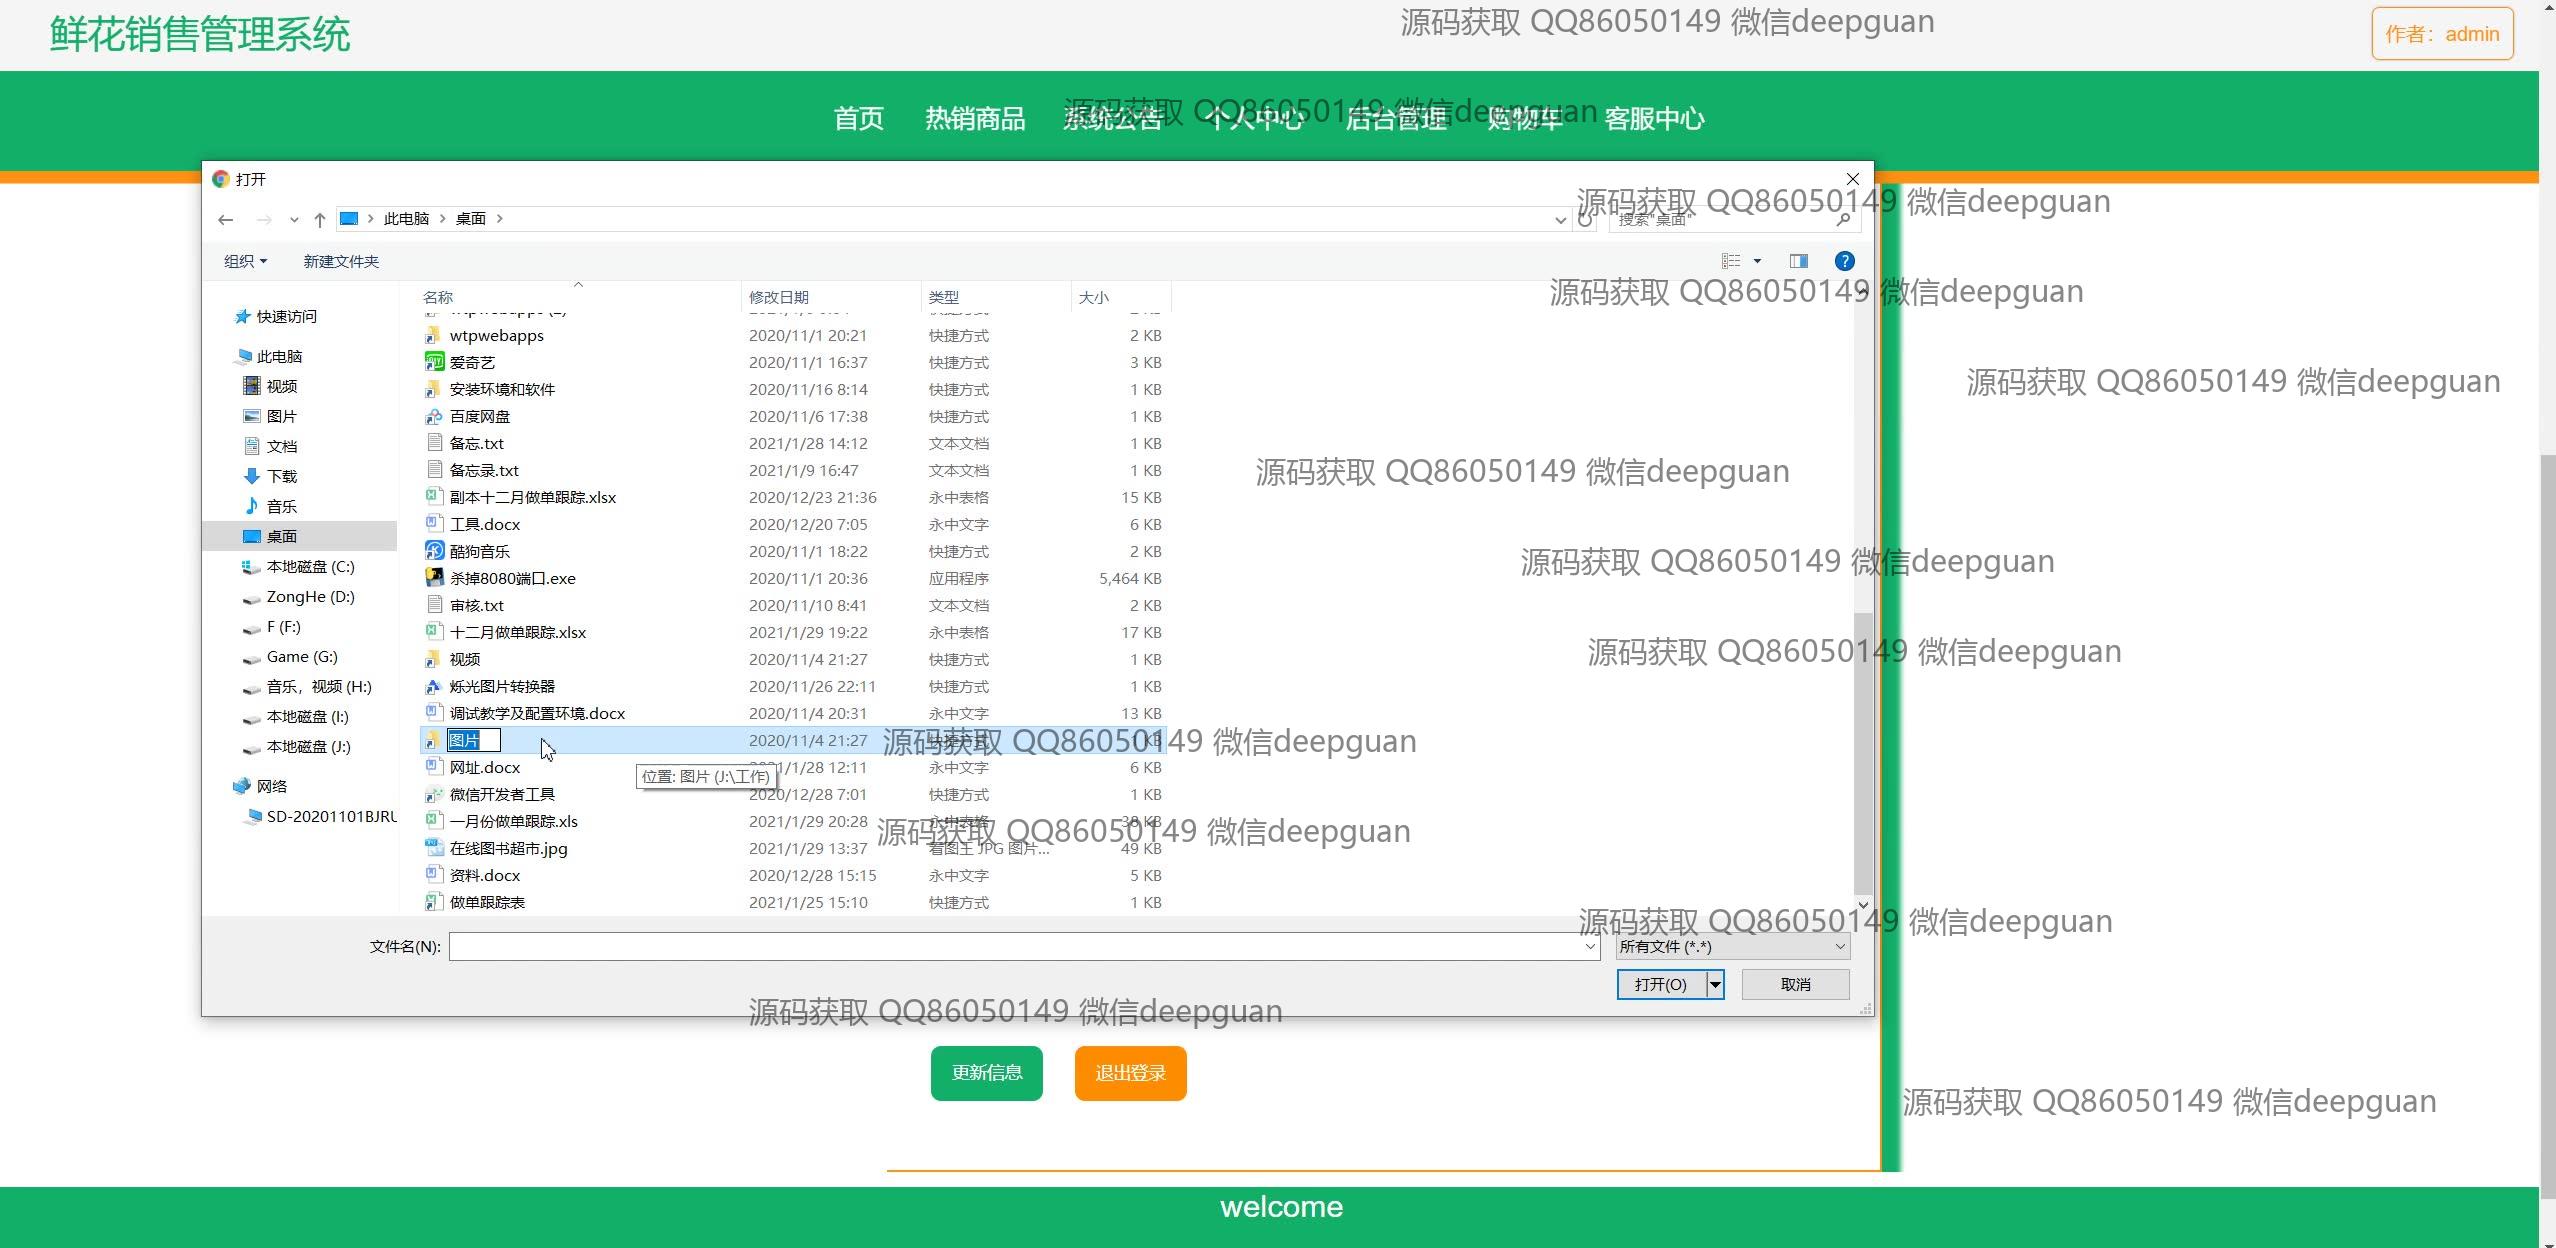 鲜花销售管理系统
源码获取 QQ86050149 微信deepguan
作者：admin
首页 热销商品 系统公告 个人中心 后台管理 购物车 客服中心
源码获取 QQ86050149 微信deepguan
打开
源码获取 QQ86050149 微信deepguan
此电脑 桌面
搜索"桌面"
组织 新建文件夹
源码获取 QQ86050149 微信deepguan
名称 修改日期 类型 大小
快速访问
此电脑
视频
图片
文档
下载
音乐
桌面
本地磁盘 (C:)
ZongHe (D:)
F (F:)
Game (G:)
音乐，视频 (H:)
本地磁盘 (I:)
本地磁盘 (J:)
网络
SD-20201101BJRU
wtpwebapps 2020/11/1 20:21 快捷方式 2 KB
爱奇艺 2020/11/1 16:37 快捷方式 3 KB
源码获取 QQ86050149 微信deepguan
安装环境和软件 2020/11/16 8:14 快捷方式 1 KB
百度网盘 2020/11/6 17:38 快捷方式 1 KB
备忘.txt 2021/1/28 14:12 文本文档 1 KB
备忘录.txt 2021/1/9 16:47 文本文档 1 KB
源码获取 QQ86050149 微信deepguan
副本十二月做单跟踪.xlsx 2020/12/23 21:36 永中表格 15 KB
工具.docx 2020/12/20 7:05 永中文字 6 KB
酷狗音乐 2020/11/1 18:22 快捷方式 2 KB
源码获取 QQ86050149 微信deepguan
杀掉8080端口.exe 2020/11/1 20:36 应用程序 5,464 KB
审核.txt 2020/11/10 8:41 文本文档 2 KB
十二月做单跟踪.xlsx 2021/1/29 19:22 永中表格 17 KB
源码获取 QQ86050149 微信deepguan
视频 2020/11/4 21:27 快捷方式 1 KB
烁光图片转换器 2020/11/26 22:11 快捷方式 1 KB
调试教学及配置环境.docx 2020/11/4 20:31 永中文字 13 KB
图片 2020/11/4 21:27 快捷方式 1 KB
源码获取 QQ86050149 微信deepguan
网址.docx 1/28 12:11 永中文字 6 KB
位置: 图片 (J:\工作)
微信开发者工具 2020/12/28 7:01 快捷方式 1 KB
一月份做单跟踪.xls 2021/1/29 20:28 永中表格 38 KB
源码获取 QQ86050149 微信deepguan
在线图书超市.jpg 2021/1/29 13:37 看图王 JPG 图片... 49 KB
资料.docx 2020/12/28 15:15 永中文字 5 KB
做单跟踪表 2021/1/25 15:10 快捷方式 1 KB
源码获取 QQ86050149 微信deepguan
文件名(N): 所有文件 (*.*)
打开(O) 取消
源码获取 QQ86050149 微信deepguan
更新信息 退出登录
源码获取 QQ86050149 微信deepguan
welcome